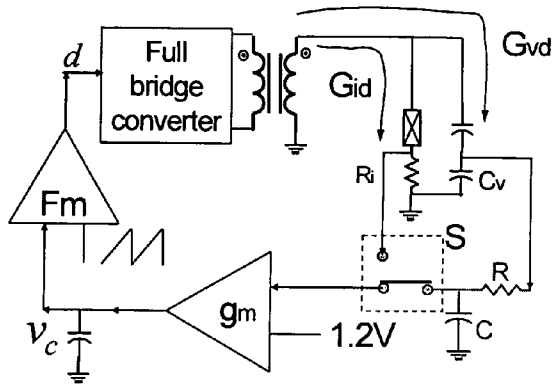 d
Full
bridge
converter
Gvd
Gid
Ri
Cv
Fm
S
R
gm
1.2V
C
vc